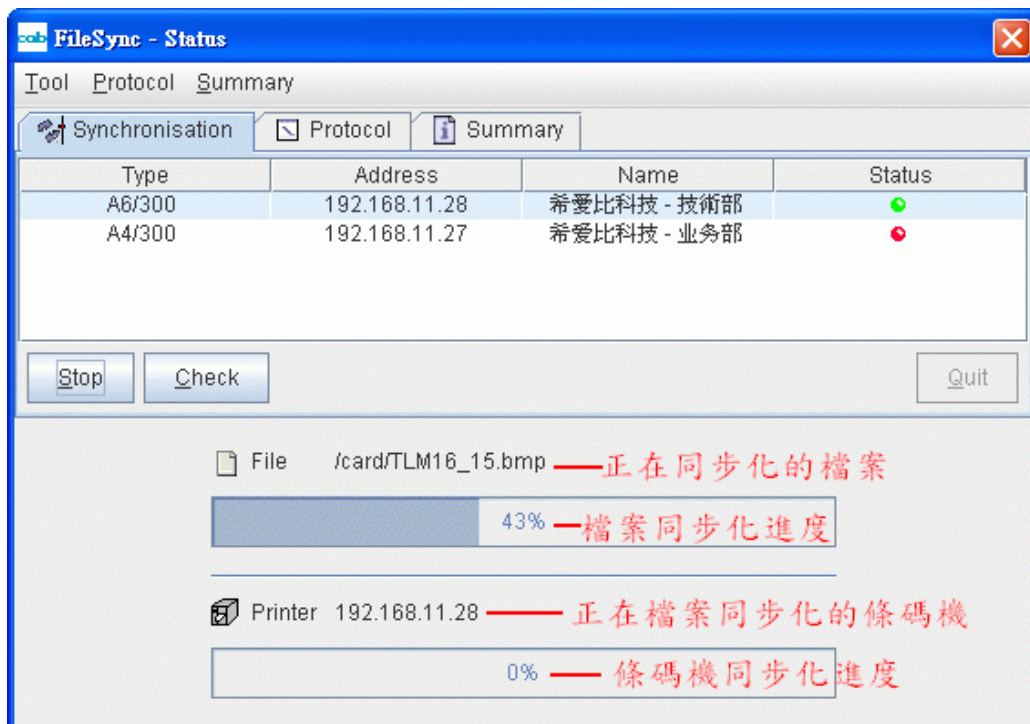 cab FileSync - Status
Tool Protocol Summary
Synchronisation Protocol Summary
Type Address Name Status
A6/300 192.168.11.28 希愛比科技 - 技術部
A4/300 192.168.11.27 希爱比科技 - 业务部
Stop Check Quit
File /card/TLM16_15.bmp 正在同步化的檔案
43% 檔案同步化進度
Printer 192.168.11.28 正在檔案同步化的條碼機
0% 條碼機同步化進度